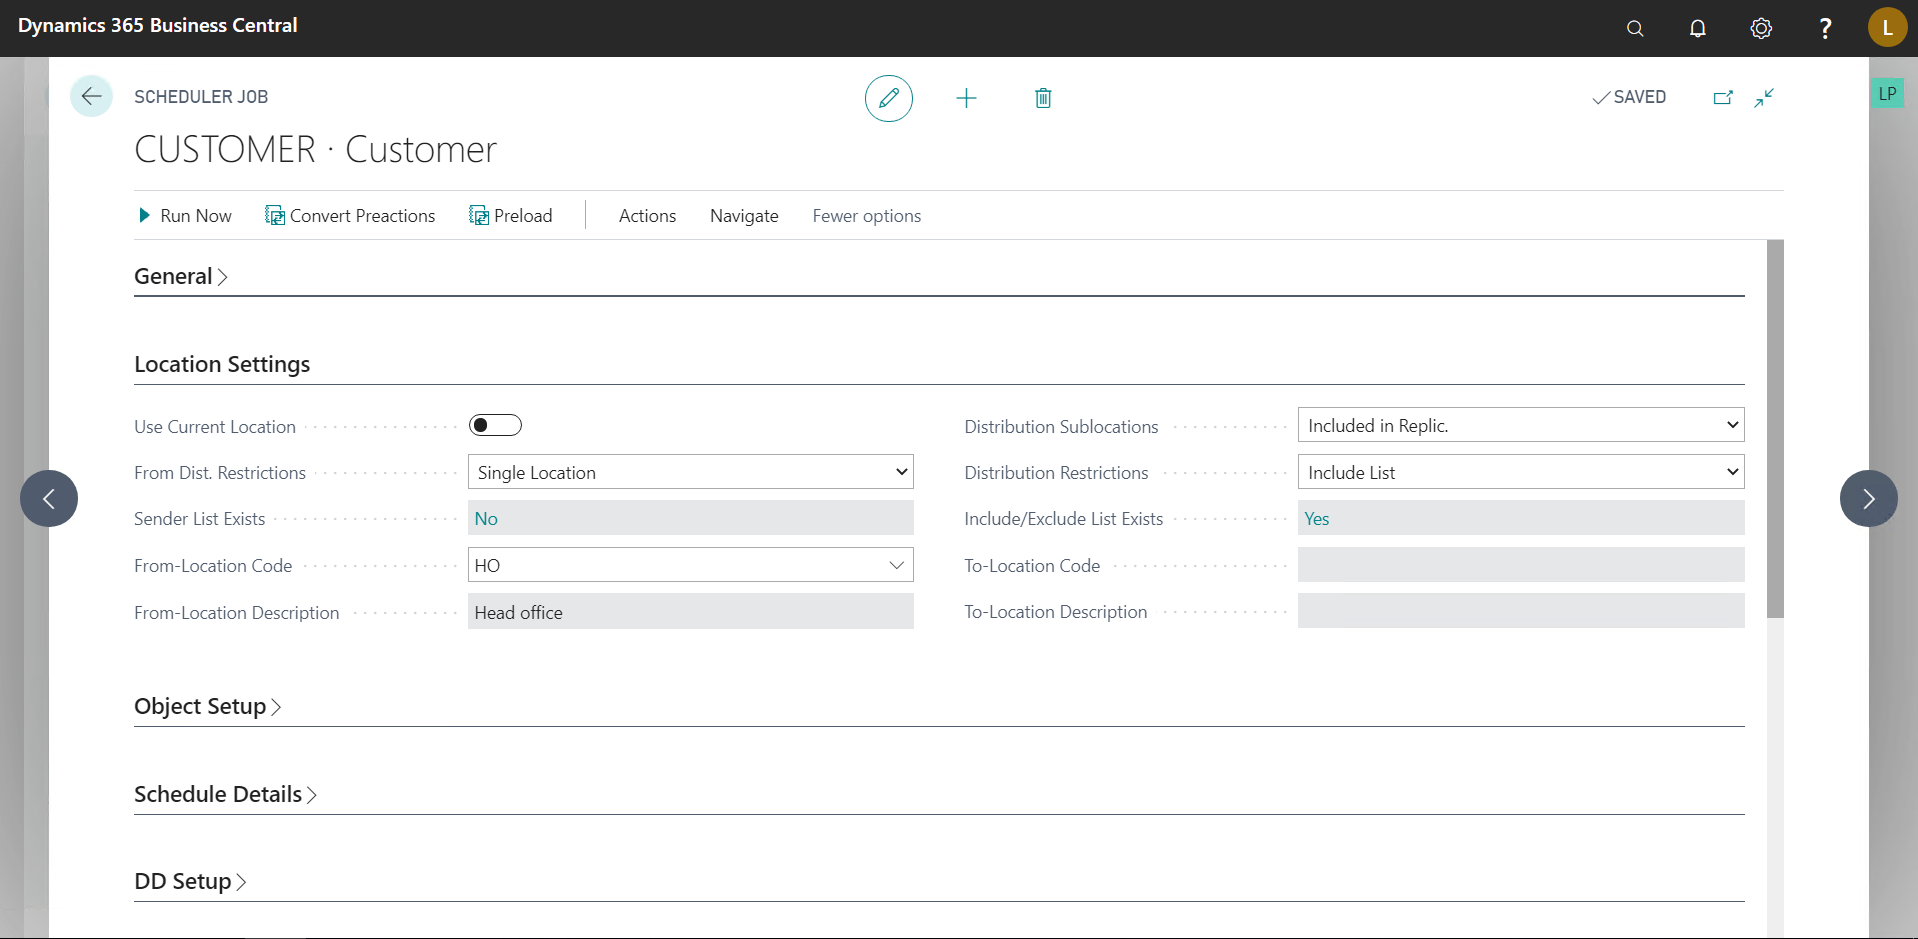 Dynamics 365 Business Central
?
L
SCHEDULER JOB
SAVED
LP
CUSTOMER · Customer
Run Now
Convert Preactions
Preload
Actions
Navigate
Fewer options
General
Location Settings
Use Current Location
Distribution Sublocations
Included in Replic.
From Dist. Restrictions
Single Location
Distribution Restrictions
Include List
Sender List Exists
No
Include/Exclude List Exists
Yes
From-Location Code
HO
To-Location Code
From-Location Description
Head office
To-Location Description
Object Setup
Schedule Details
DD Setup